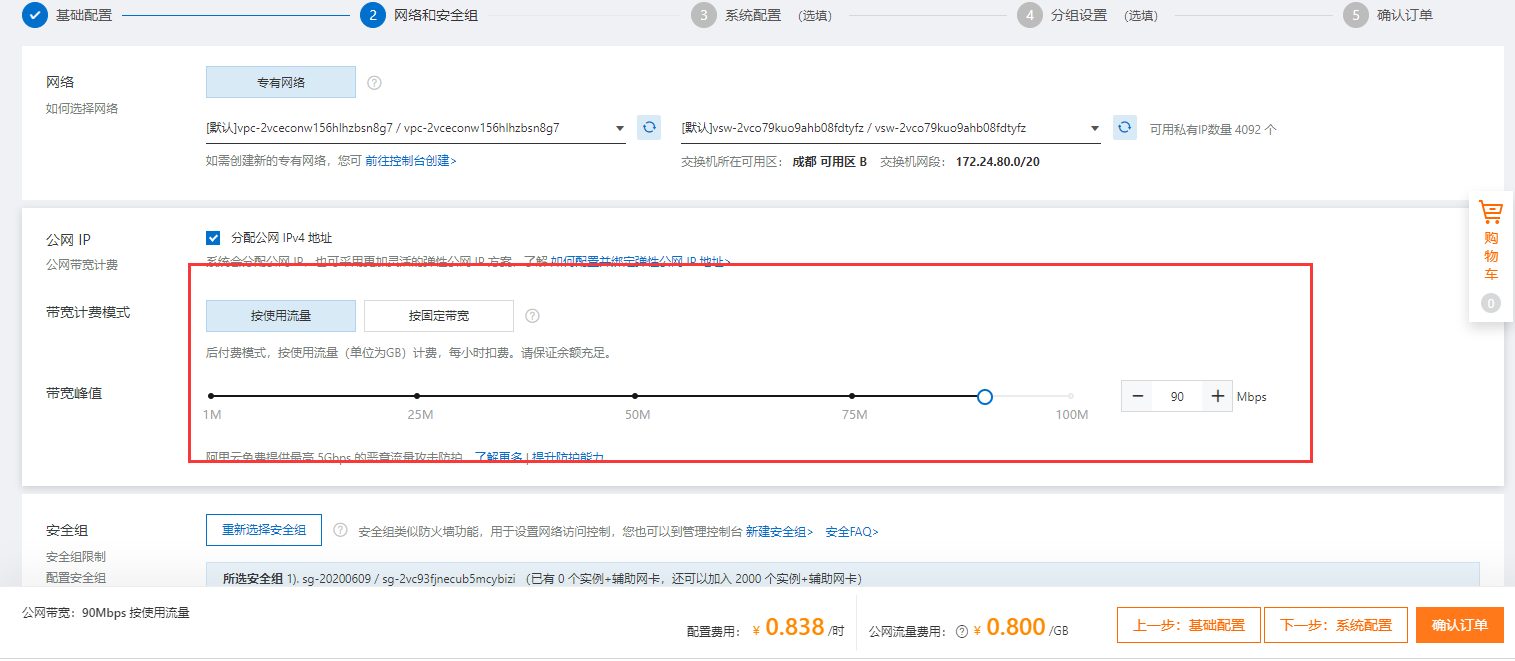 基础配置 2 网络和安全组 3 系统配置 (选填) 4 分组设置 (选填) 5 确认订单
网络 专有网络 ?
如何选择网络
[默认]vpc-2vceconw156hlhzbsn8g7 / vpc-2vceconw156hlhzbsn8g7 [默认]vsw-2vco79kuo9ahb08fdtyfz / vsw-2vco79kuo9ahb08fdtyfz 可用私有IP数量 4092 个
如需创建新的专有网络，您可 前往控制台创建> 交换机所在可用区： 成都 可用区 B 交换机网段： 172.24.80.0/20
购物车
0
公网 IP 分配公网 IPv4 地址
公网带宽计费 系统会分配公网 IP，也可采用更加灵活的弹性公网 IP 方案，了解 如何配置并绑定弹性公网 IP 地址>
带宽计费模式 按使用流量 按固定带宽 ?
后付费模式，按使用流量（单位为GB）计费，每小时扣费。请保证余额充足。
带宽峰值 − 90 + Mbps
1M 25M 50M 75M 100M
阿里云免费提供最高 5Gbps 的恶意流量攻击防护，了解更多 | 提升防护能力
安全组 重新选择安全组 ? 安全组类似防火墙功能，用于设置网络访问控制，您也可以到管理控制台 新建安全组> 安全FAQ>
安全组限制
配置安全组 所选安全组 1). sg-20200609 / sg-2vc93fjnecub5mcybizi （已有 0 个实例+辅助网卡，还可以加入 2000 个实例+辅助网卡）
公网带宽：90Mbps 按使用流量
配置费用： ¥ 0.838 /时 公网流量费用： ? ¥ 0.800 /GB 上一步：基础配置 下一步：系统配置 确认订单